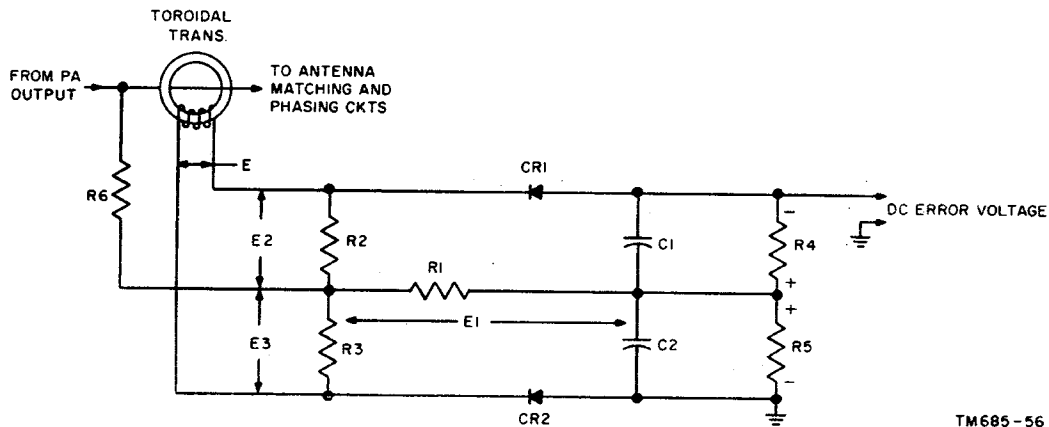 TOROIDAL
TRANS.
FROM PA
OUTPUT
TO ANTENNA
MATCHING AND
PHASING CKTS
E
R6
CR1
DC ERROR VOLTAGE
E2
R2
C1
−
R4
R1
+
+
E1
E3
R3
C2
R5
−
CR2
TM685-56